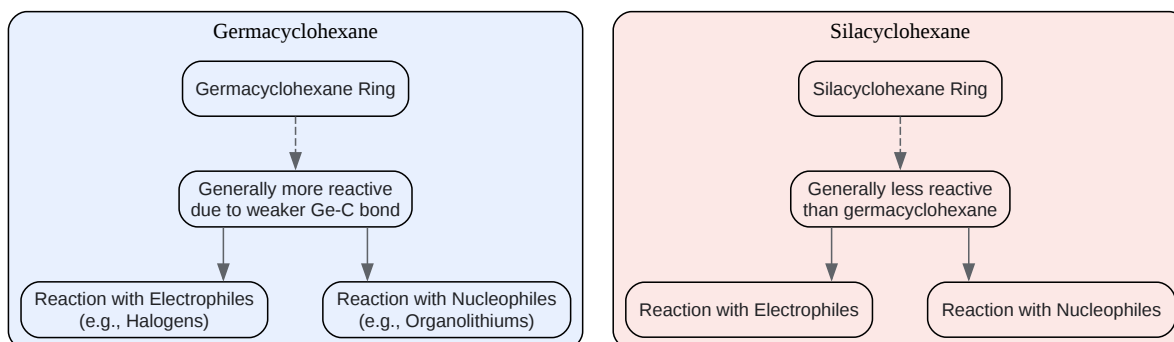 Germacyclohexane
Germacyclohexane Ring
Generally more reactive
due to weaker Ge-C bond
Reaction with Electrophiles
(e.g., Halogens)
Reaction with Nucleophiles
(e.g., Organolithiums)
Silacyclohexane
Silacyclohexane Ring
Generally less reactive
than germacyclohexane
Reaction with Electrophiles
Reaction with Nucleophiles